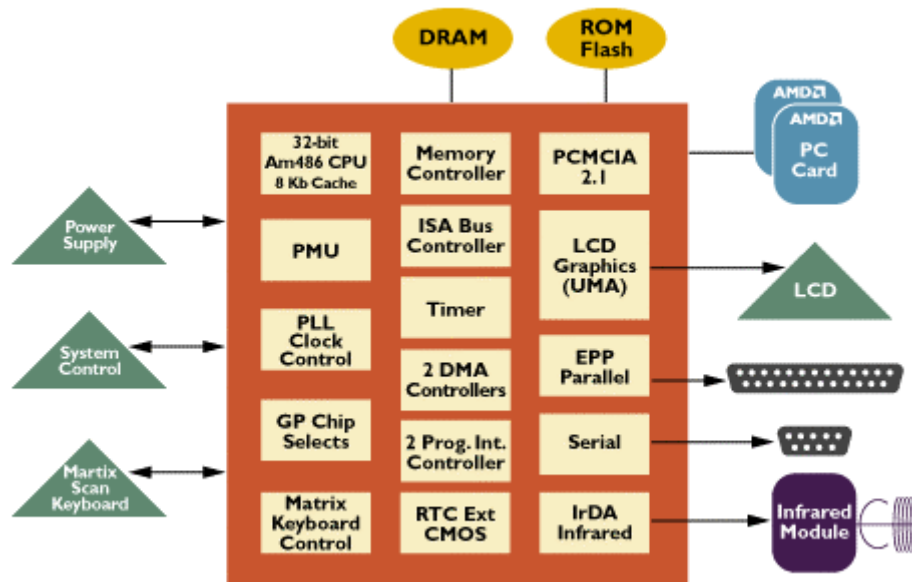 DRAM
ROM
Flash
AMD
AMD
PC
Card
32-bit
Am486 CPU
8 Kb Cache
Memory
Controller
PCMCIA
2.1
Power
Supply
PMU
ISA Bus
Controller
LCD
Graphics
(UMA)
LCD
Timer
System
Control
PLL
Clock
Control
2 DMA
Controllers
EPP
Parallel
GP Chip
Selects
2 Prog. Int.
Controller
Serial
Martix
Scan
Keyboard
Matrix
Keyboard
Control
RTC Ext
CMOS
IrDA
Infrared
Infrared
Module